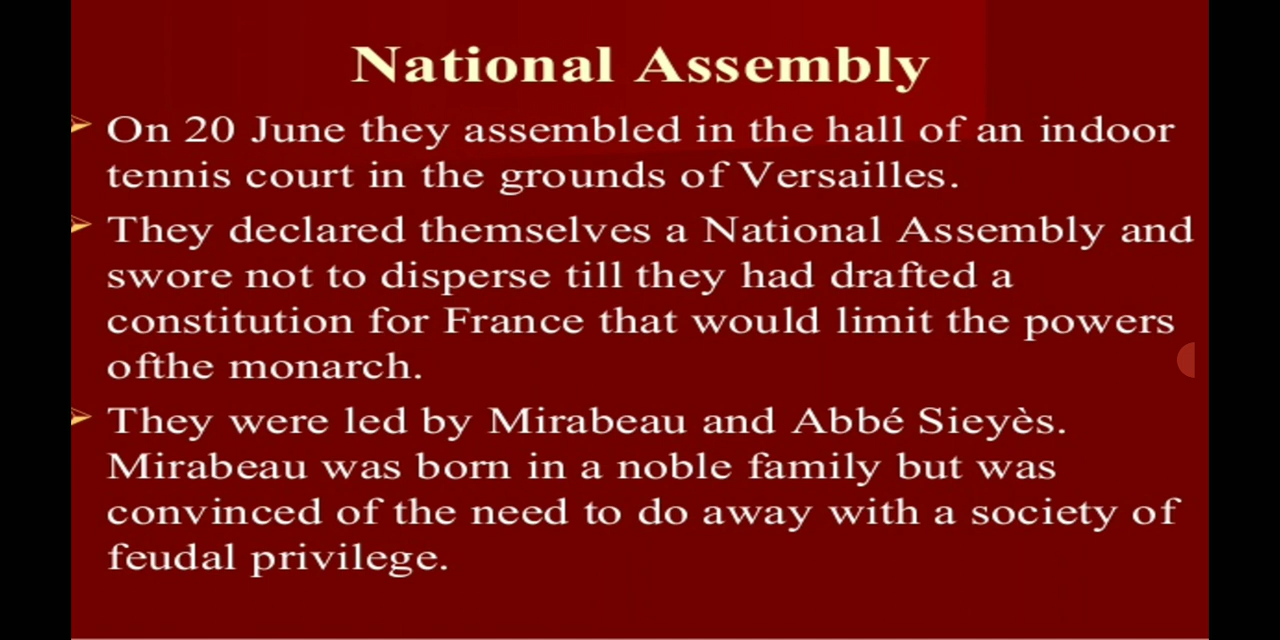 National Assembly
On 20 June they assembled in the hall of an indoor
tennis court in the grounds of Versailles.
They declared themselves a National Assembly and
swore not to disperse till they had drafted a
constitution for France that would limit the powers
ofthe monarch.
They were led by Mirabeau and Abbé Sieyès.
Mirabeau was born in a noble family but was
convinced of the need to do away with a society of
feudal privilege.